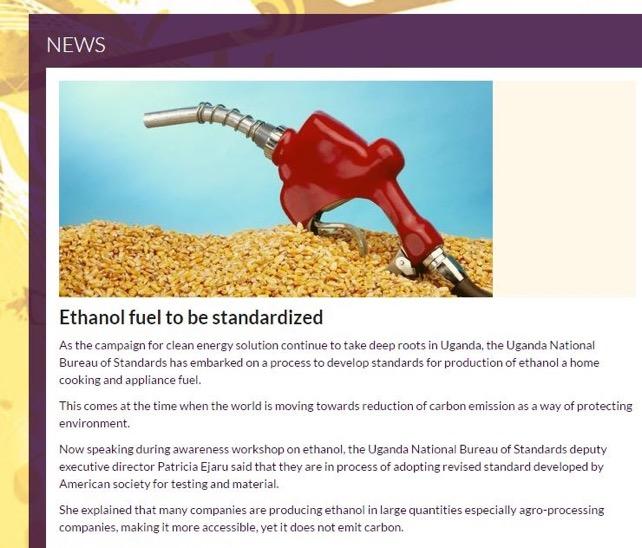 NEWS
Ethanol fuel to be standardized
As the campaign for clean energy solution continue to take deep roots in Uganda, the Uganda National
Bureau of Standards has embarked on a process to develop standards for production of ethanol a home
cooking and appliance fuel.
This comes at the time when the world is moving towards reduction of carbon emission as a way of protecting
environment.
Now speaking during awareness workshop on ethanol, the Uganda National Bureau of Standards deputy
executive director Patricia Ejaru said that they are in process of adopting revised standard developed by
American society for testing and material.
She explained that many companies are producing ethanol in large quantities especially agro-processing
companies, making it more accessible, yet it does not emit carbon.